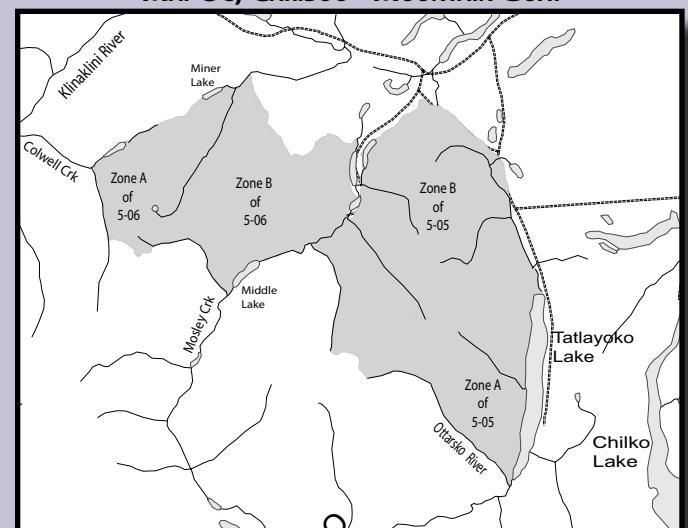 Klinaklini River
Miner
Lake
Colwell Crk
Zone A
of
5-06
Zone B
of
5-06
Zone B
of
5-05
Middle
Lake
Mosley Crk
Tatlayoko
Lake
Zone A
of
5-05
Ottarsko River
Chilko
Lake